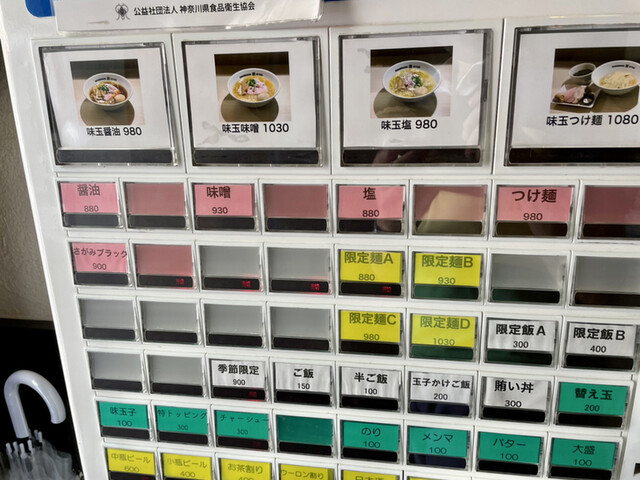 公益社団法人 神奈川県食品衛生協会
味玉醤油 980
味玉味噌 1030
味玉塩 980
味玉つけ麺 1080
醤油
880
味噌
930
塩
880
つけ麺
980
さがみブラック
900
限定麺A
880
限定麺B
930
限定麺C
980
限定麺D
1030
限定飯A
300
限定飯B
400
季節限定
900
ご飯
150
半ご飯
100
玉子かけご飯
200
賄い丼
300
替え玉
200
味玉子
100
特トッピング
300
チャーシュー
300
のり
100
メンマ
100
バター
100
大盛
100
中瓶ビール
600
小瓶ビール
400
お茶割り
ウーロン割り